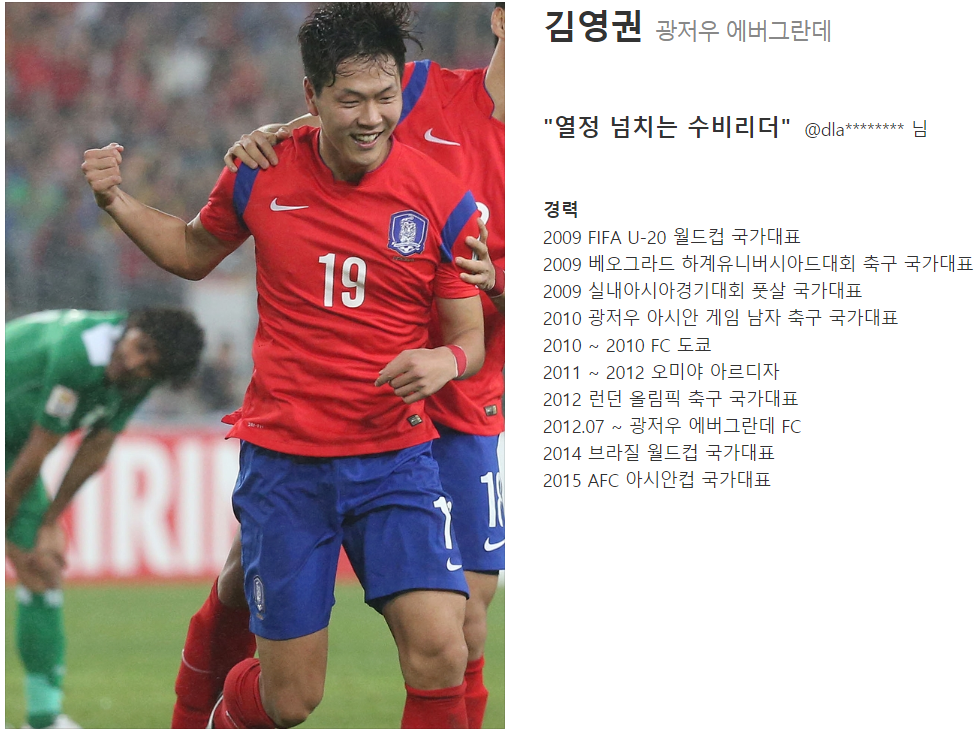 김영권 광저우 에버그란데
"열정 넘치는 수비리더" @dla******** 님
경력
2009 FIFA U-20 월드컵 국가대표
2009 베오그라드 하계유니버시아드대회 축구 국가대표
2009 실내아시아경기대회 풋살 국가대표
2010 광저우 아시안 게임 남자 축구 국가대표
2010 ~ 2010 FC 도쿄
2011 ~ 2012 오미야 아르디자
2012 런던 올림픽 축구 국가대표
2012.07 ~ 광저우 에버그란데 FC
2014 브라질 월드컵 국가대표
2015 AFC 아시안컵 국가대표
19
18